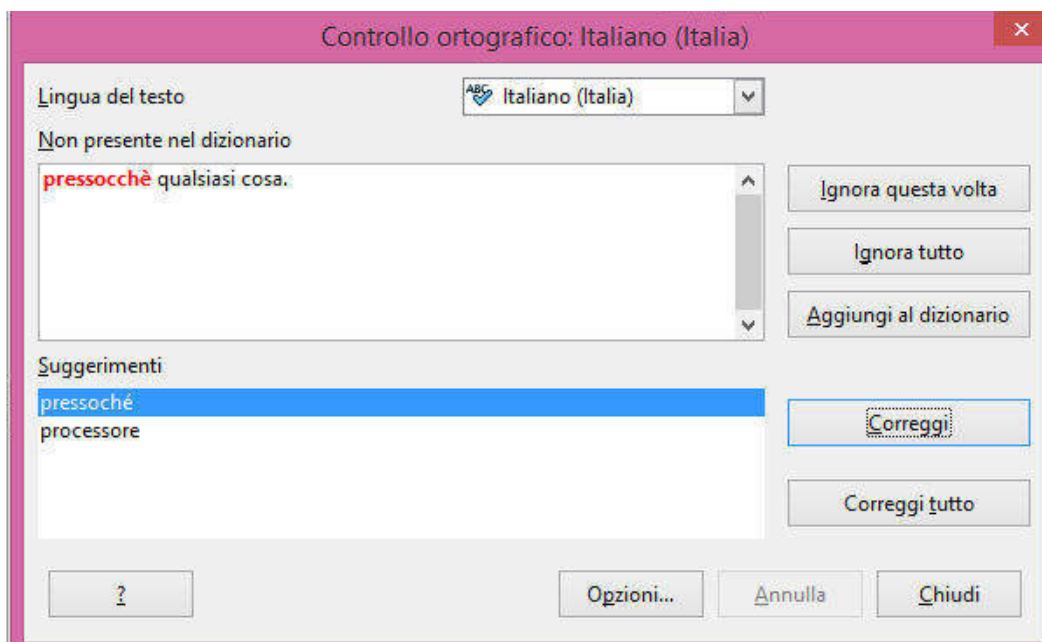 Controllo ortografico: Italiano (Italia)
Lingua del testo
ABC Italiano (Italia)
Non presente nel dizionario
pressocchè qualsiasi cosa.
Ignora questa volta
Ignora tutto
Aggiungi al dizionario
Suggerimenti
pressoché
processore
Correggi
Correggi tutto
?
Opzioni...
Annulla
Chiudi